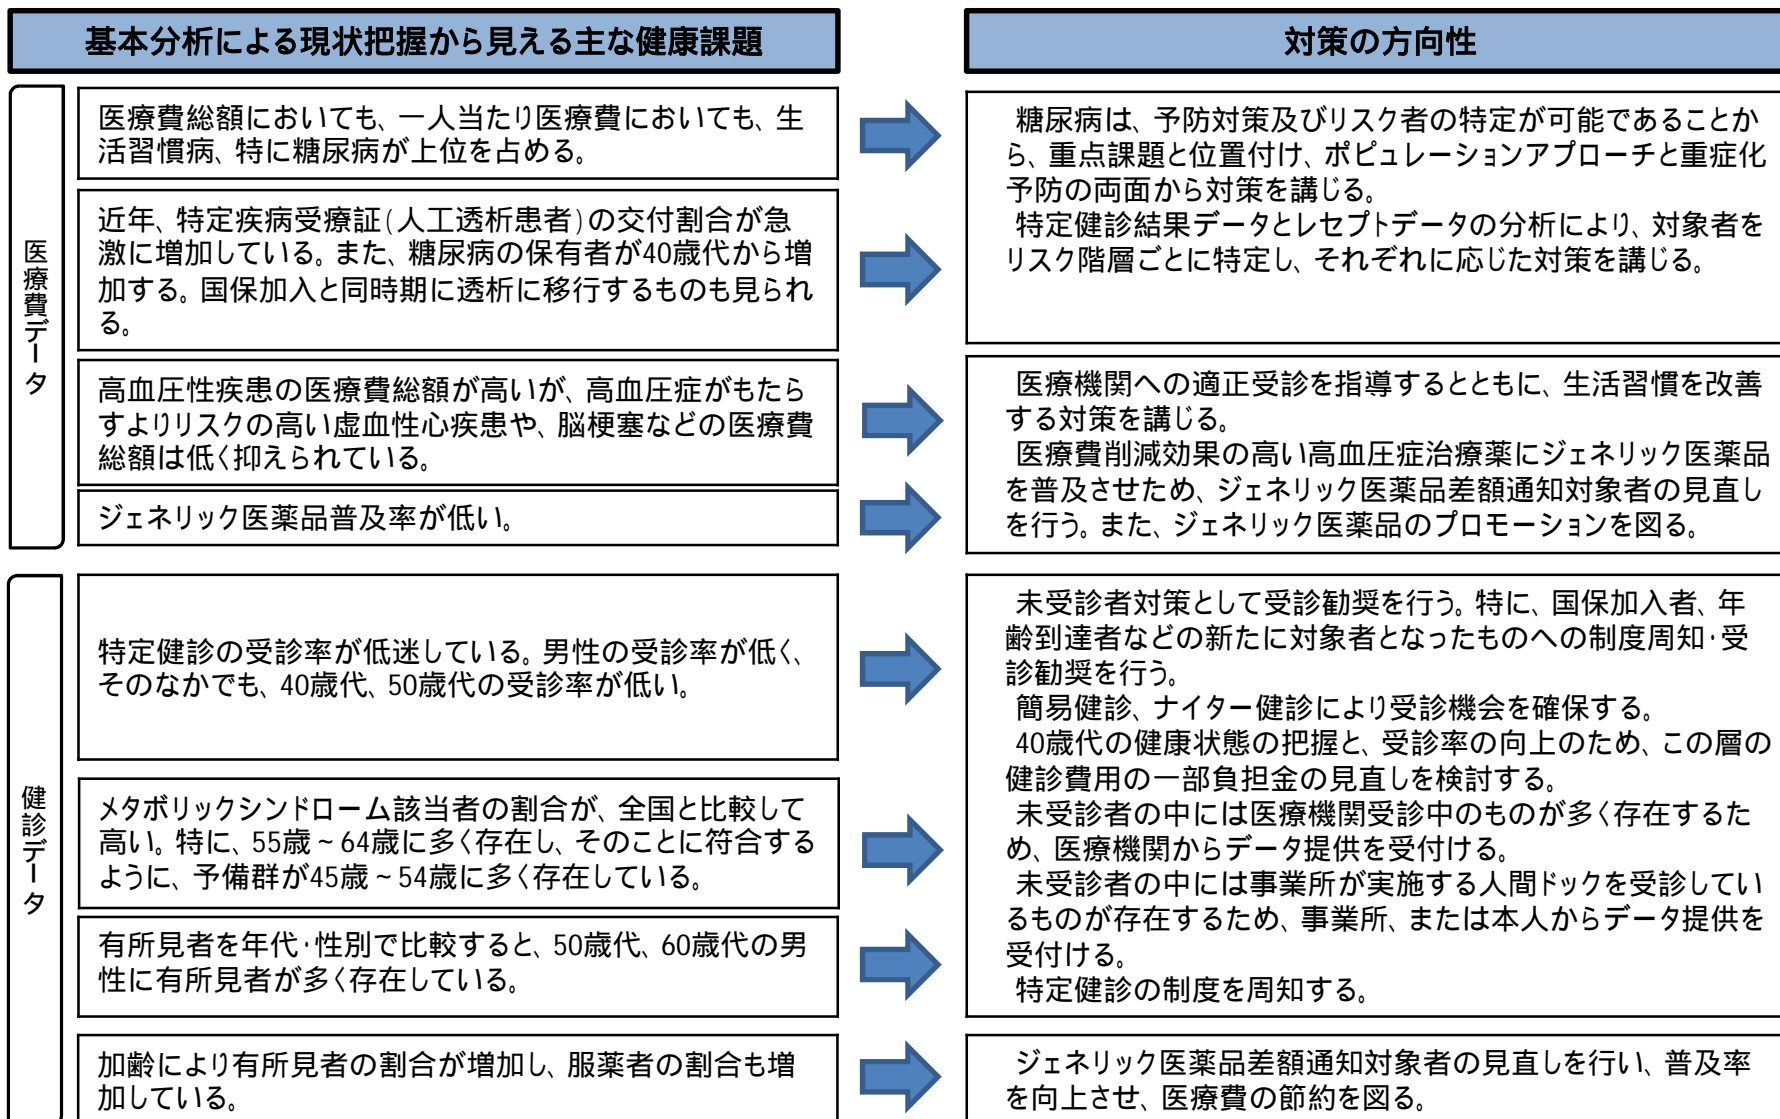 基本分析による現状把握から見える主な健康課題
対策の方向性
医療費データ
医療費総額においても、一人当たり医療費においても、生
活習慣病、特に糖尿病が上位を占める。
近年、特定疾病受療証(人工透析患者)の交付割合が急
激に増加している。また、糖尿病の保有者が40歳代から増
加する。国保加入と同時期に透析に移行するものも見られ
る。
高血圧性疾患の医療費総額が高いが、高血圧症がもたら
すよりリスクの高い虚血性心疾患や、脳梗塞などの医療費
総額は低く抑えられている。
ジェネリック医薬品普及率が低い。
糖尿病は、予防対策及びリスク者の特定が可能であることか
ら、重点課題と位置付け、ポピュレーションアプローチと重症化
予防の両面から対策を講じる。
特定健診結果データとレセプトデータの分析により、対象者を
リスク階層ごとに特定し、それぞれに応じた対策を講じる。
医療機関への適正受診を指導するとともに、生活習慣を改善
する対策を講じる。
医療費削減効果の高い高血圧症治療薬にジェネリック医薬品
を普及させため、ジェネリック医薬品差額通知対象者の見直し
を行う。また、ジェネリック医薬品のプロモーションを図る。
健診データ
特定健診の受診率が低迷している。男性の受診率が低く、
そのなかでも、40歳代、50歳代の受診率が低い。
メタボリックシンドローム該当者の割合が、全国と比較して
高い。特に、55歳~64歳に多く存在し、そのことに符合する
ように、予備群が45歳~54歳に多く存在している。
有所見者を年代・性別で比較すると、50歳代、60歳代の男
性に有所見者が多く存在している。
加齢により有所見者の割合が増加し、服薬者の割合も増
加している。
未受診者対策として受診勧奨を行う。特に、国保加入者、年
齢到達者などの新たに対象者となったものへの制度周知・受
診勧奨を行う。
簡易健診、ナイター健診により受診機会を確保する。
40歳代の健康状態の把握と、受診率の向上のため、この層の
健診費用の一部負担金の見直しを検討する。
未受診者の中には医療機関受診中のものが多く存在するた
め、医療機関からデータ提供を受付ける。
未受診者の中には事業所が実施する人間ドックを受診してい
るものが存在するため、事業所、または本人からデータ提供を
受付ける。
特定健診の制度を周知する。
ジェネリック医薬品差額通知対象者の見直しを行い、普及率
を向上させ、医療費の節約を図る。